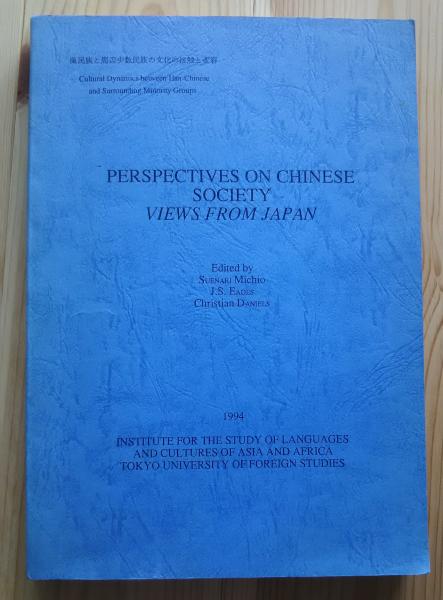 漢民族と周辺少数民族の文化の接触と変容
Cultural Dynamics between Han-Chinese
and Surrounding Minority Groups
PERSPECTIVES ON CHINESE
SOCIETY
VIEWS FROM JAPAN
Edited by
SUENARI Michio
J.S. EADES
Christian DANIELS
1994
INSTITUTE FOR THE STUDY OF LANGUAGES
AND CULTURES OF ASIA AND AFRICA
TOKYO UNIVERSITY OF FOREIGN STUDIES